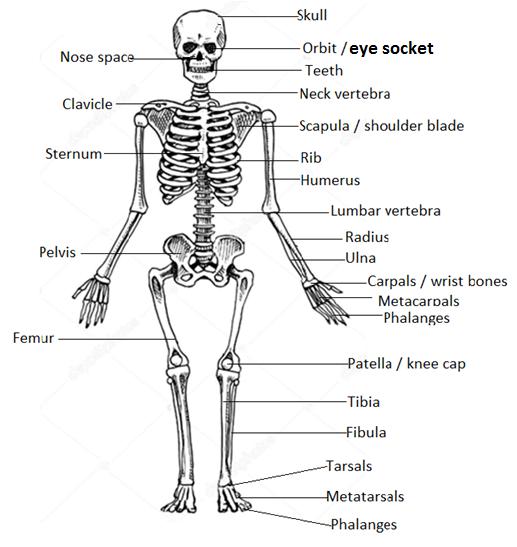 Skull
Orbit / eye socket
Nose space
Teeth
Neck vertebra
Clavicle
Scapula / shoulder blade
Sternum
Rib
Humerus
Lumbar vertebra
Radius
Pelvis
Ulna
Carpals / wrist bones
Metacarpals
Phalanges
Femur
Patella / knee cap
Tibia
Fibula
Tarsals
Metatarsals
Phalanges